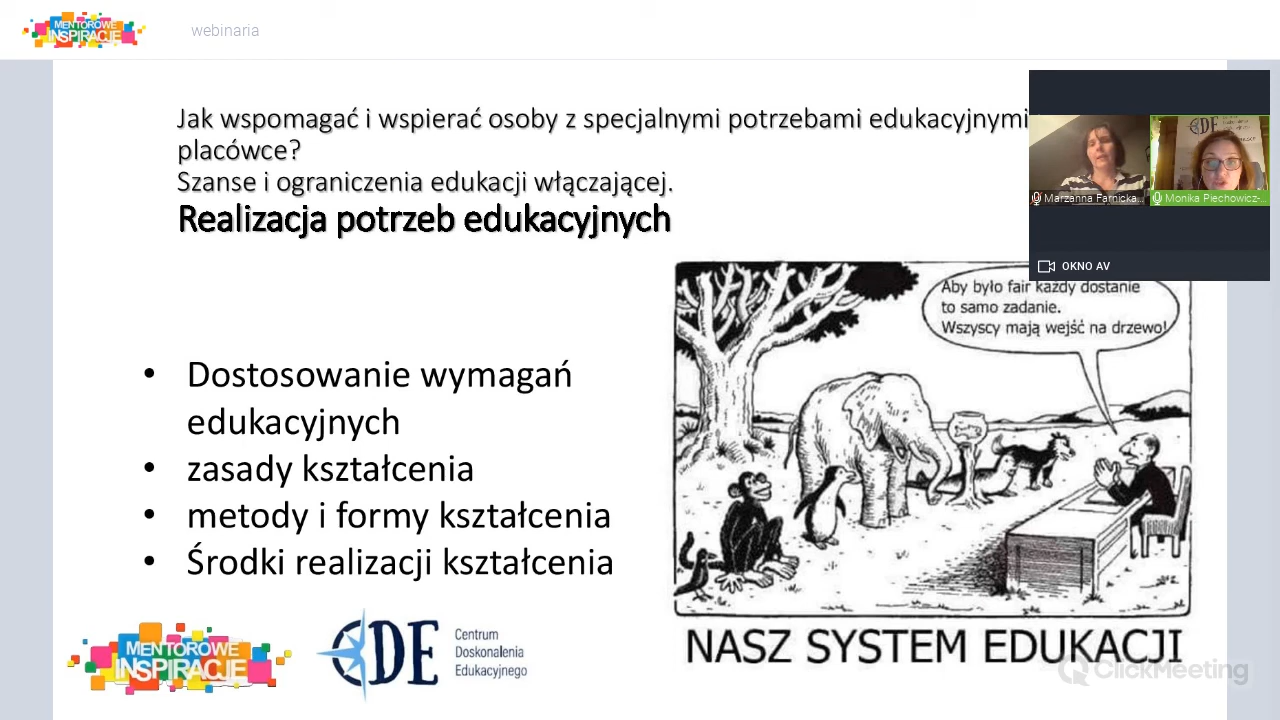 MENTOROWE
INSPIRACJE
webinaria
Jak wspomagać i wspierać osoby z specjalnymi potrzebami edukacyjnymi
placówce?
Szanse i ograniczenia edukacji włączającej.
Realizacja potrzeb edukacyjnych
Marzanna Farnicka...
Monika Piechowicz-...
OKNO AV
Aby było fair każdy dostanie
to samo zadanie.
Wszyscy mają wejść na drzewo!
• Dostosowanie wymagań
edukacyjnych
• zasady kształcenia
• metody i formy kształcenia
• Środki realizacji kształcenia
NASZ SYSTEM EDUKACJI
MENTOROWE
INSPIRACJE
CDE
Centrum
Doskonalenia
Edukacyjnego
ClickMeeting